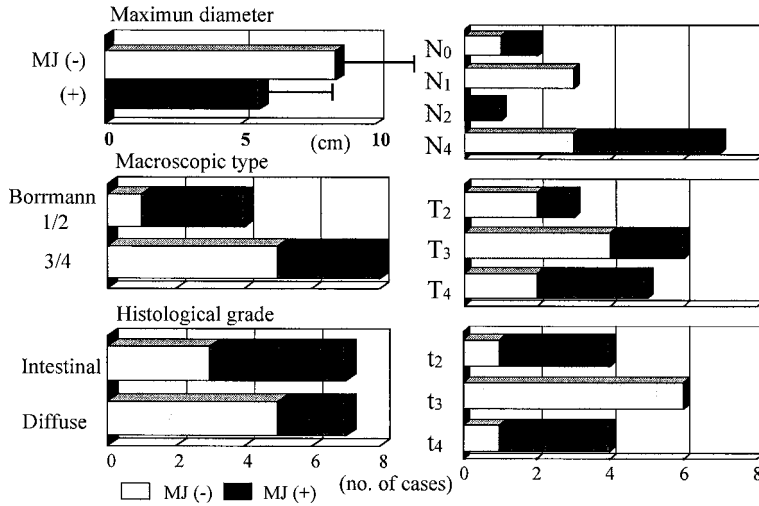 Maximun diameter
MJ (-)
(+)
0 5 (cm) 10
Macroscopic type
Borrmann
1/2
3/4
Histological grade
Intestinal
Diffuse
0 2 4 6 8
MJ (-) MJ (+)
(no. of cases)
N0
N1
N2
N4
T2
T3
T4
t2
t3
t4
0 2 4 6 8